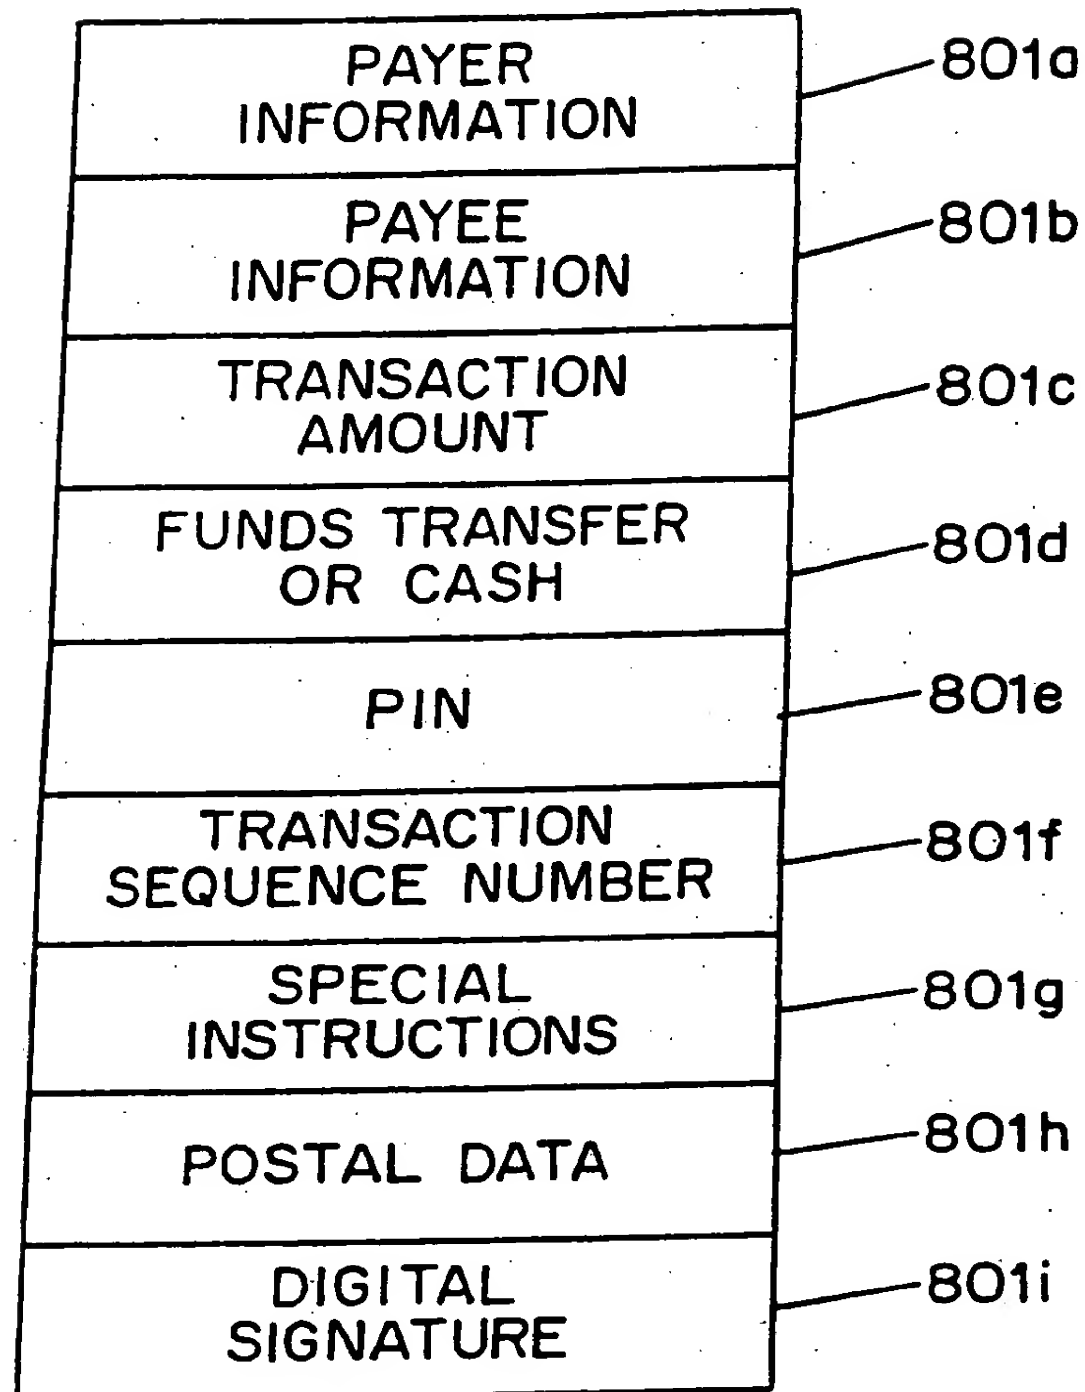 PAYER
INFORMATION
801a
PAYEE
INFORMATION
801b
TRANSACTION
AMOUNT
801c
FUNDS TRANSFER
OR CASH
801d
PIN
801e
TRANSACTION
SEQUENCE NUMBER
801f
SPECIAL
INSTRUCTIONS
801g
POSTAL DATA
801h
DIGITAL
SIGNATURE
801i